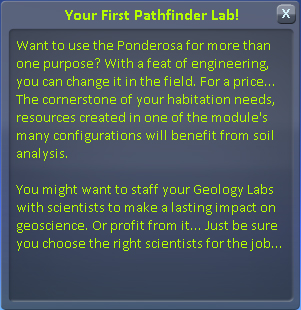 Your First Pathfinder Lab!
X
Want to use the Ponderosa for more than
one purpose? With a feat of engineering,
you can change it in the field. For a price...
The cornerstone of your habitation needs,
resources created in one of the module's
many configurations will benefit from soil
analysis.
You might want to staff your Geology Labs
with scientists to make a lasting impact on
geoscience. Or profit from it... Just be sure
you choose the right scientists for the job...